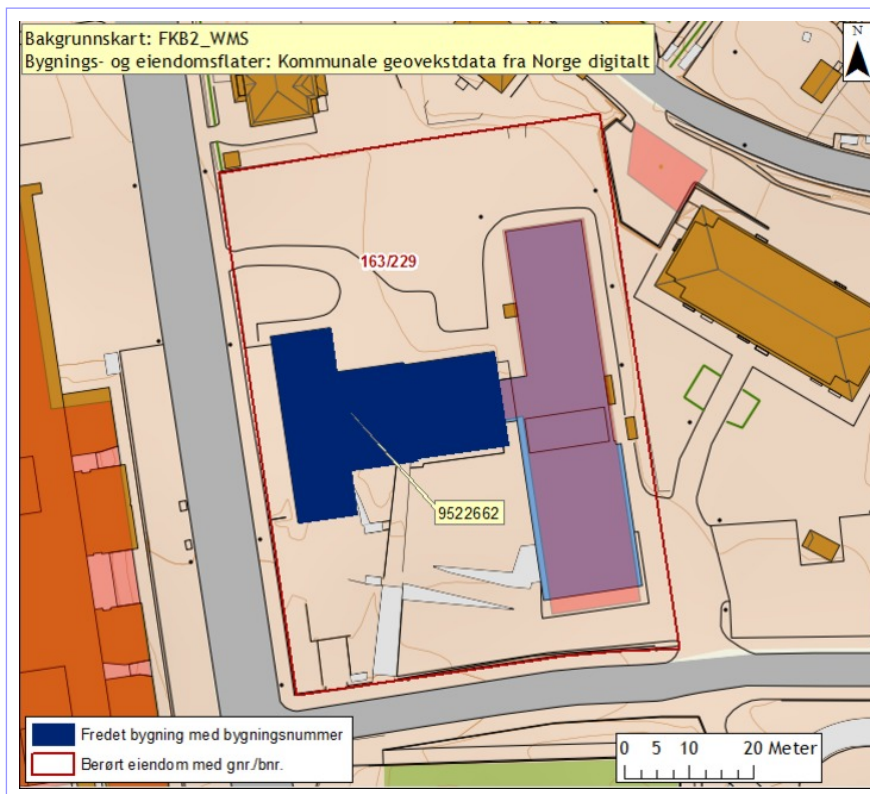 Bakgrunnskart: FKB2_WMS
Bygnings- og eiendomsflater: Kommunale geovekstdata fra Norge digitalt
N
163/229
9522662
Fredet bygning med bygningsnummer
Berørt eiendom med gnr./bnr.
0 5 10 20 Meter